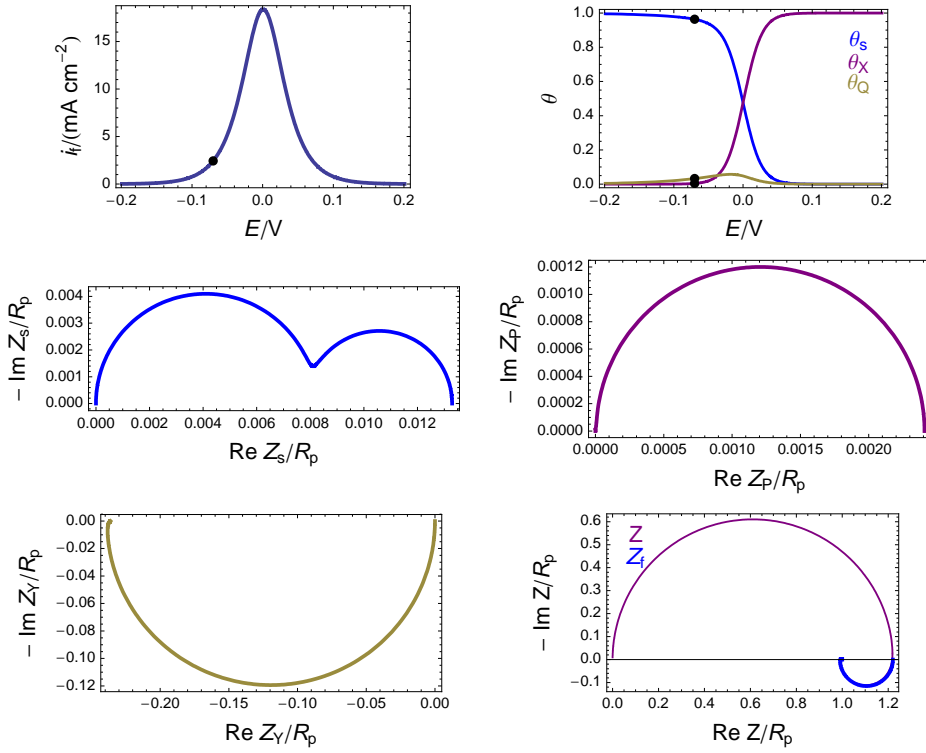 i_f/(mA cm⁻²)
15
10
5
0
−0.2 −0.1 0.0 0.1 0.2
E/V
θ
1.0
0.8
0.6
0.4
0.2
0.0
θ_s
θ_X
θ_Q
−0.2 −0.1 0.0 0.1 0.2
E/V
− Im Z_s/R_p
0.004
0.003
0.002
0.001
0.000
0.000 0.002 0.004 0.006 0.008 0.010 0.012
Re Z_s/R_p
− Im Z_P/R_p
0.0012
0.0010
0.0008
0.0006
0.0004
0.0002
0.0000
0.0000 0.0005 0.0010 0.0015 0.0020
Re Z_P/R_p
− Im Z_Y/R_p
0.00
−0.02
−0.04
−0.06
−0.08
−0.10
−0.12
−0.20 −0.15 −0.10 −0.05 0.00
Re Z_Y/R_p
− Im Z/R_p
0.6
0.5
0.4
0.3
0.2
0.1
0.0
−0.1
Z
Z_f
0.0 0.2 0.4 0.6 0.8 1.0 1.2
Re Z/R_p